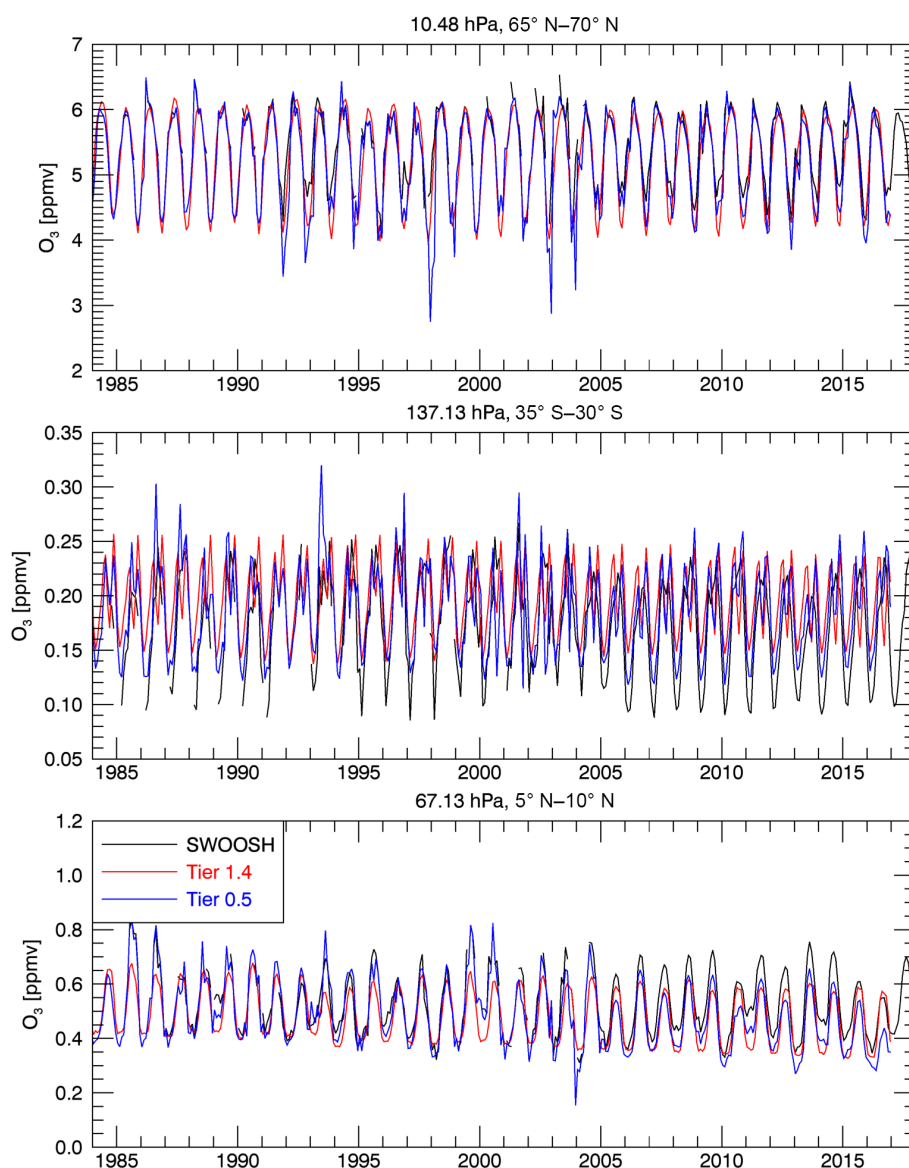 10.48 hPa, 65° N–70° N
7
6
5
4
3
2
O3 [ppmv]
1985 1990 1995 2000 2005 2010 2015
137.13 hPa, 35° S–30° S
0.35
0.30
0.25
0.20
0.15
0.10
0.05
O3 [ppmv]
1985 1990 1995 2000 2005 2010 2015
67.13 hPa, 5° N–10° N
1.2
1.0
0.8
0.6
0.4
0.2
0.0
O3 [ppmv]
SWOOSH
Tier 1.4
Tier 0.5
1985 1990 1995 2000 2005 2010 2015